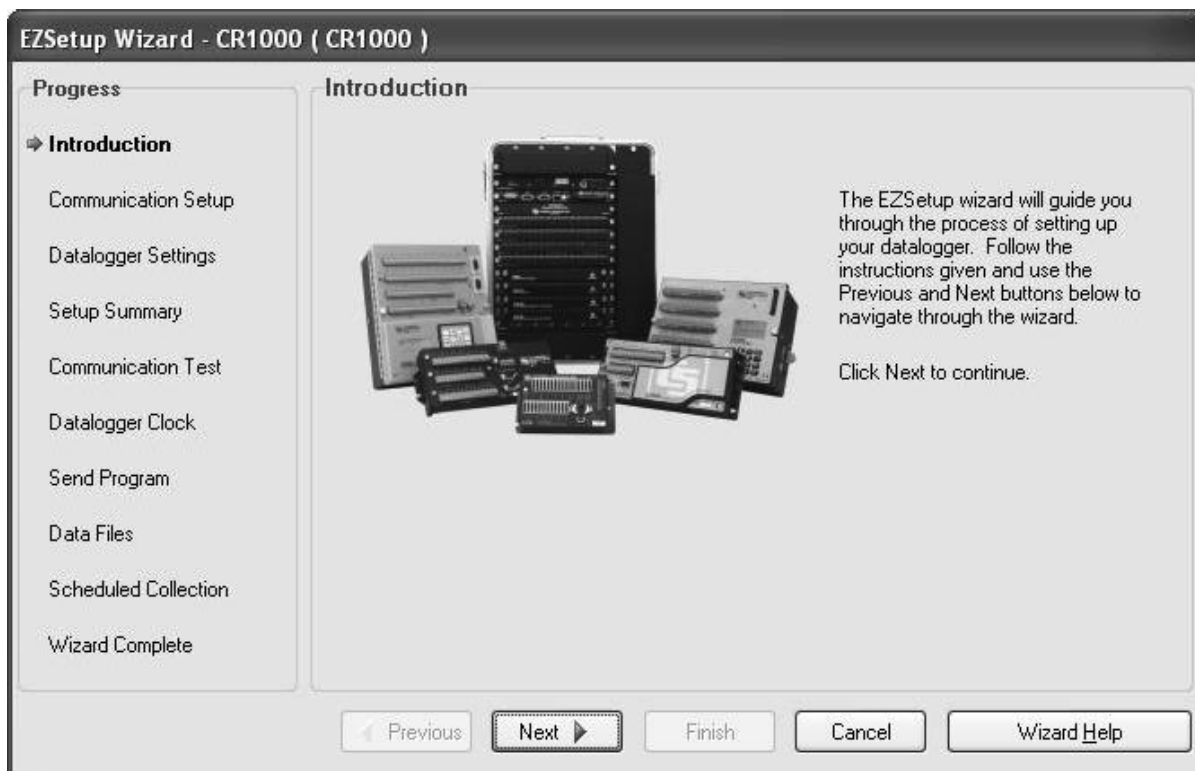 EZSetup Wizard - CR1000 ( CR1000 )
Progress
Introduction
Communication Setup
Datalogger Settings
Setup Summary
Communication Test
Datalogger Clock
Send Program
Data Files
Scheduled Collection
Wizard Complete
Introduction
The EZSetup wizard will guide you
through the process of setting up
your datalogger.  Follow the
instructions given and use the
Previous and Next buttons below to
navigate through the wizard.
Click Next to continue.
Previous
Next
Finish
Cancel
Wizard Help